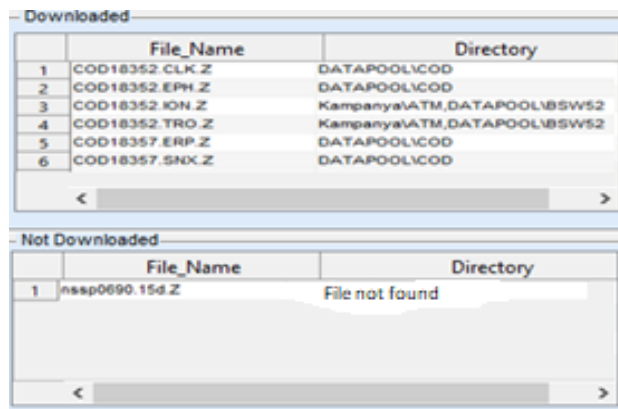 Downloaded
File_Name Directory
1 COD18352.CLK.Z DATAPOOL\COD
2 COD18352.EPH.Z DATAPOOL\COD
3 COD18352.ION.Z Kampanya\ATM,DATAPOOL\BSW52
4 COD18352.TRO.Z Kampanya\ATM,DATAPOOL\BSW52
5 COD18357.ERP.Z DATAPOOL\COD
6 COD18357.SNX.Z DATAPOOL\COD
Not Downloaded
File_Name Directory
1 nssp0690.15d.Z File not found